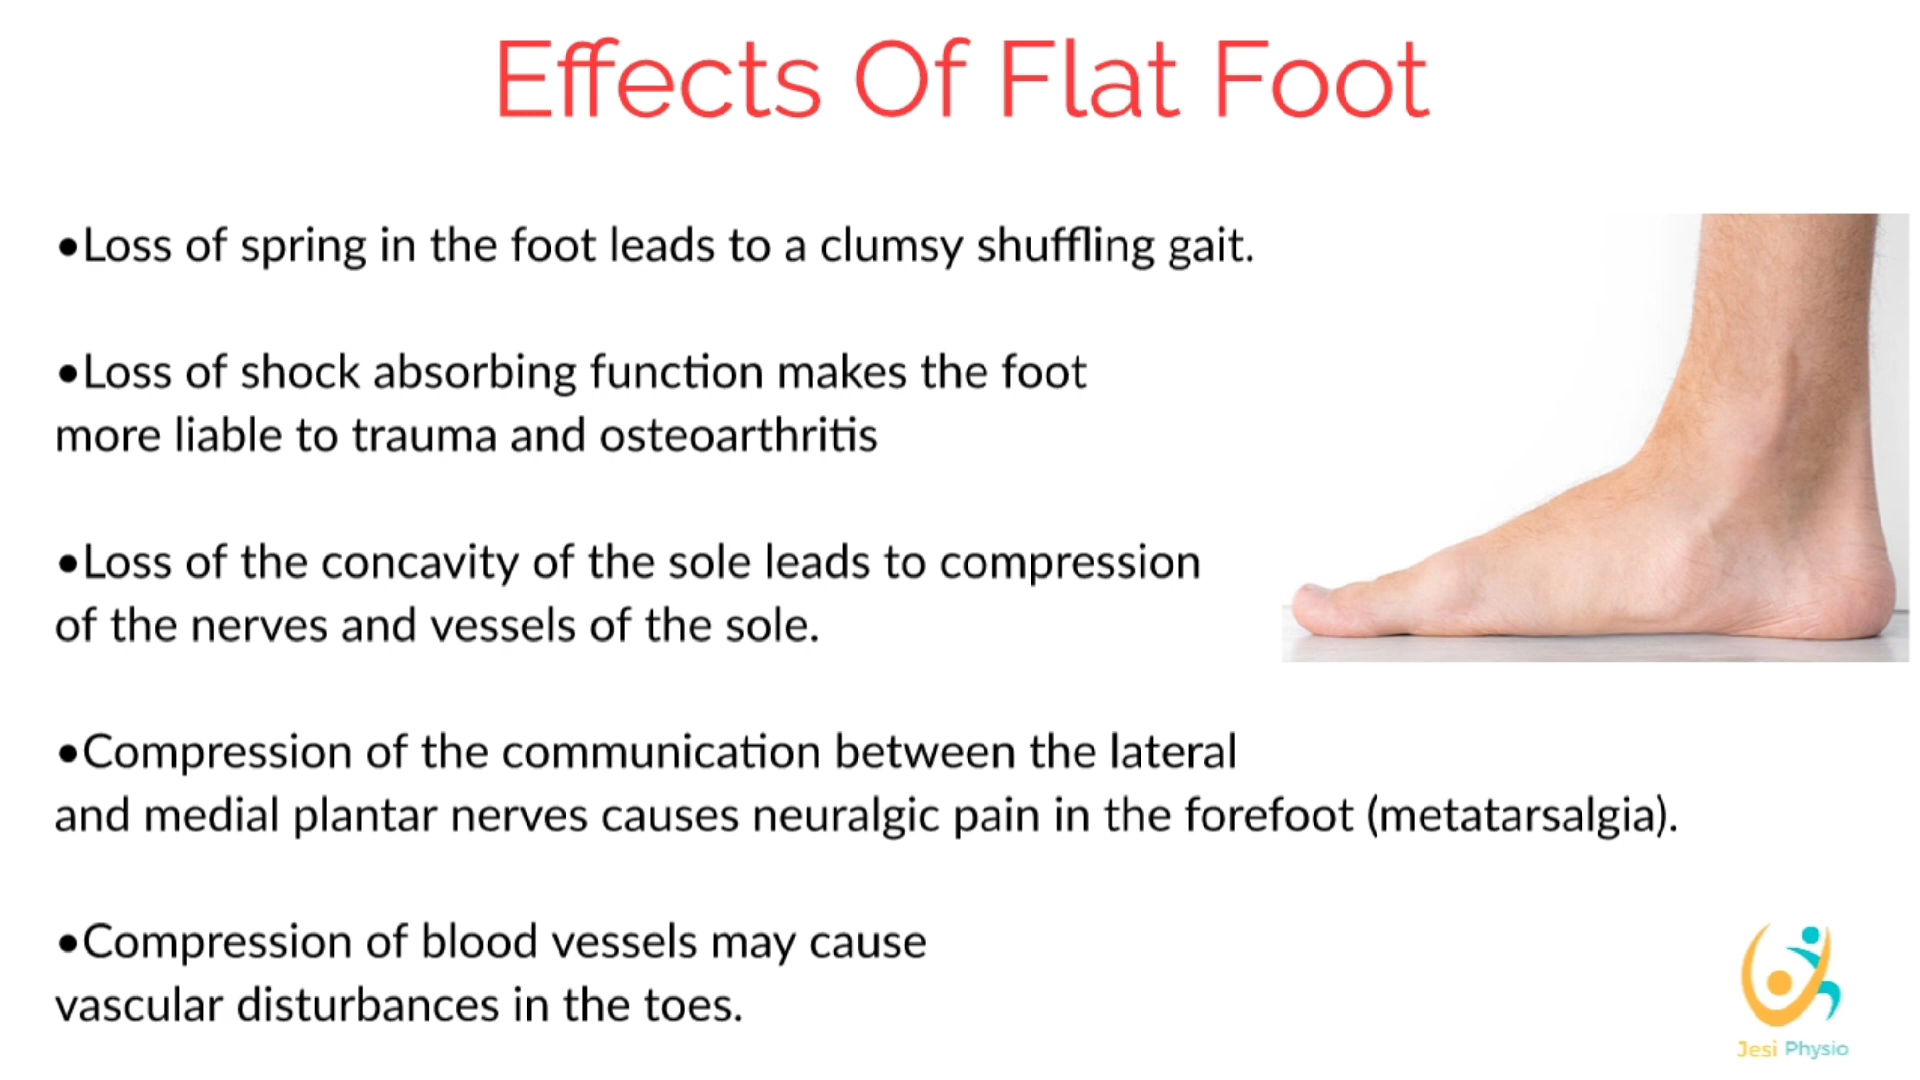 Effects Of Flat Foot
•Loss of spring in the foot leads to a clumsy shuffling gait.
•Loss of shock absorbing function makes the foot
more liable to trauma and osteoarthritis
•Loss of the concavity of the sole leads to compression
of the nerves and vessels of the sole.
•Compression of the communication between the lateral
and medial plantar nerves causes neuralgic pain in the forefoot (metatarsalgia).
•Compression of blood vessels may cause
vascular disturbances in the toes.
Jesi Physio